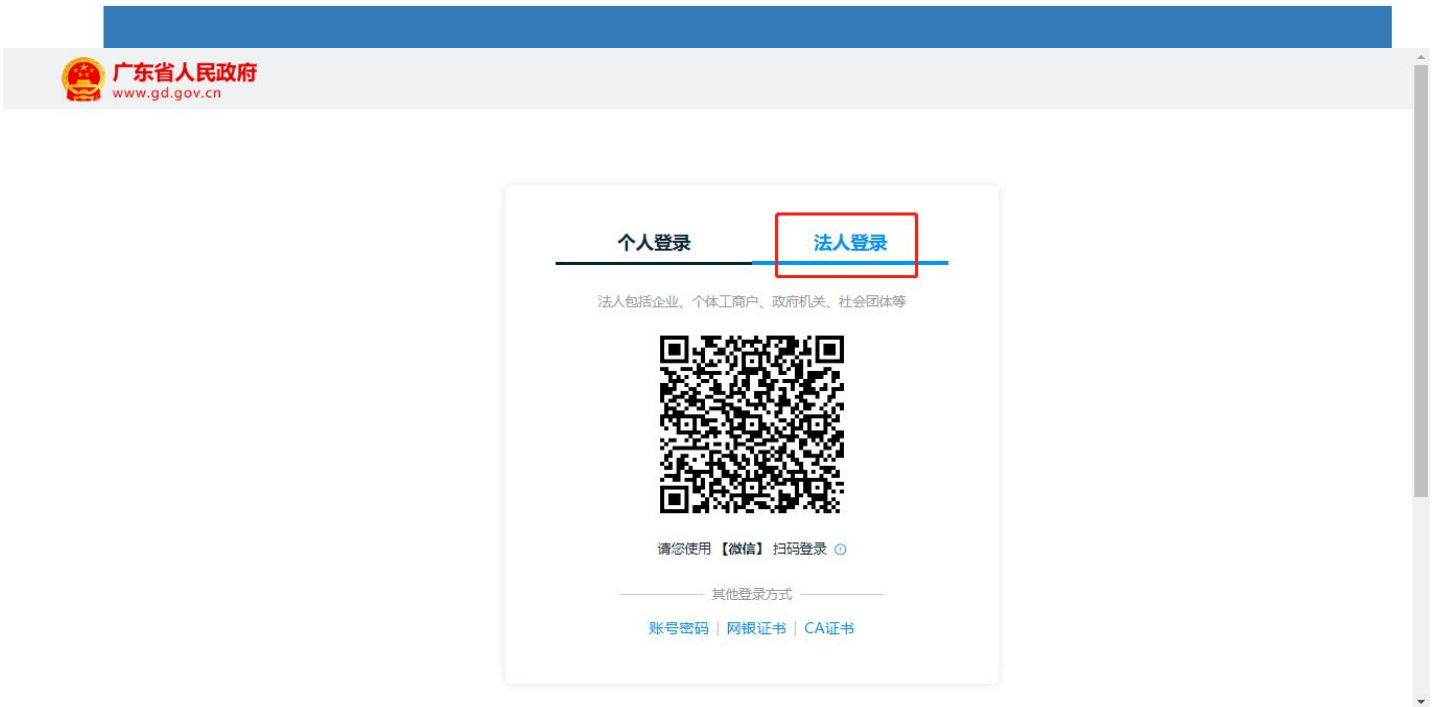 广东省人民政府
www.gd.gov.cn
个人登录 法人登录
法人包括企业、个体工商户、政府机关、社会团体等
请您使用【微信】扫码登录
其他登录方式
账号密码 | 网银证书 | CA证书